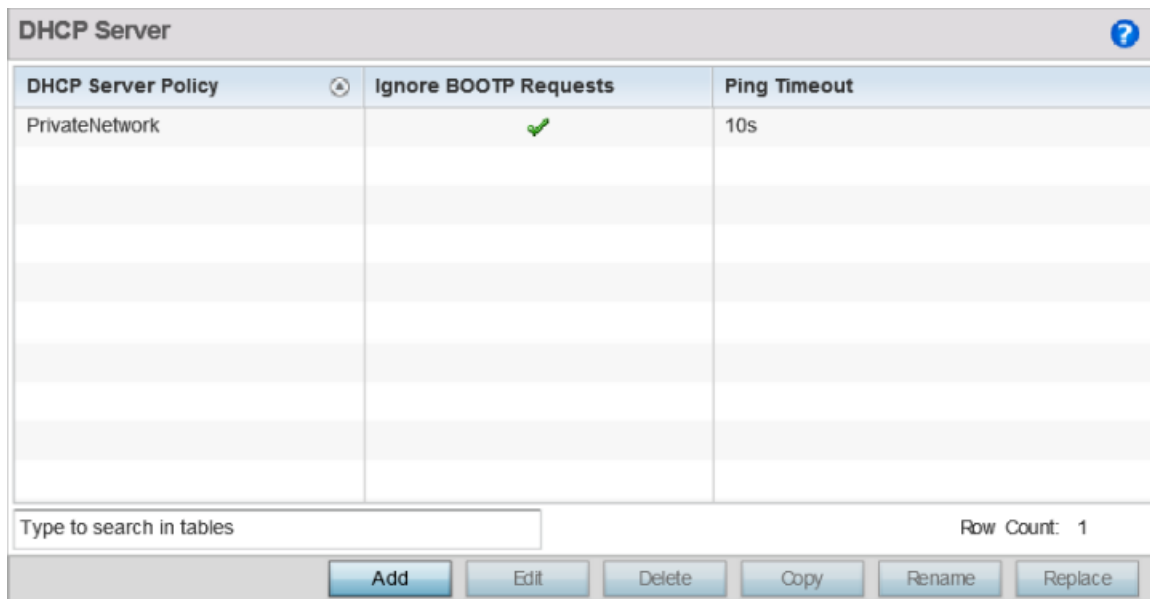 DHCP Server
?
DHCP Server Policy Ignore BOOTP Requests Ping Timeout
PrivateNetwork 10s
Type to search in tables Row Count: 1
Add Edit Delete Copy Rename Replace